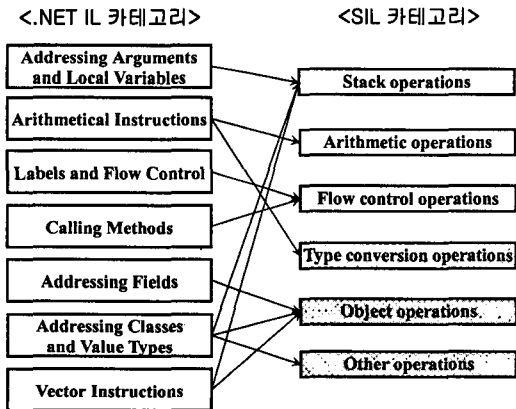 <.NET IL 카테고리>
Addressing Arguments
and Local Variables
Arithmetical Instructions
Labels and Flow Control
Calling Methods
Addressing Fields
Addressing Classes
and Value Types
Vector Instructions
<SIL 카테고리>
Stack operations
Arithmetic operations
Flow control operations
Type conversion operations
Object operations
Other operations